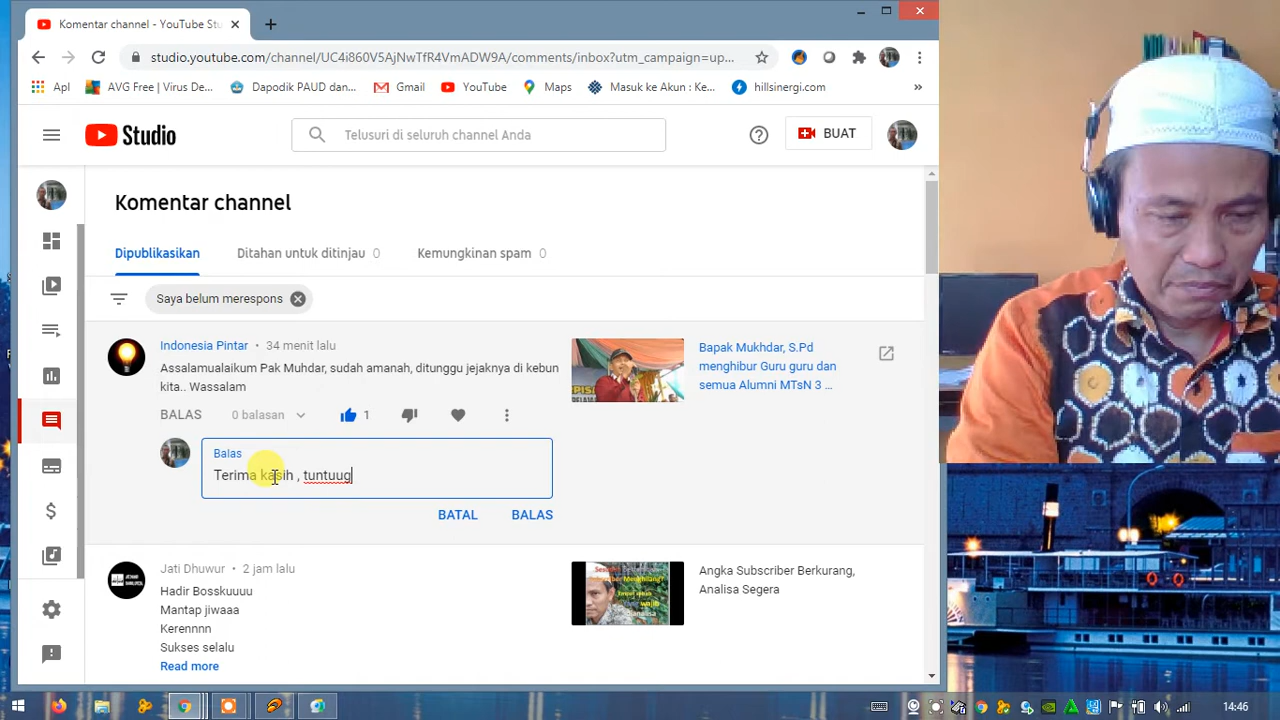 Komentar channel - YouTube Stu
studio.youtube.com/channel/UC4i860V5AjNwTfR4VmADW9A/comments/inbox?utm_campaign=up...
Apl
AVG Free | Virus De...
Dapodik PAUD dan...
Gmail
YouTube
Maps
Masuk ke Akun : Ke...
hillsinergi.com
»
Studio
Telusuri di seluruh channel Anda
BUAT
Komentar channel
Dipublikasikan
Ditahan untuk ditinjau 0
Kemungkinan spam 0
Saya belum merespons
Indonesia Pintar • 34 menit lalu
Assalamualaikum Pak Muhdar, sudah amanah, ditunggu jejaknya di kebun
kita.. Wassalam
BALAS 0 balasan 1
Bapak Mukhdar, S.Pd
menghibur Guru guru dan
semua Alumni MTsN 3 ...
Balas
Terima kasih , tuntuug
BATAL BALAS
Jati Dhuwur • 2 jam lalu
Hadir Bosskuuuu
Mantap jiwaaa
Kerennnn
Sukses selalu
Read more
Angka Subscriber Berkurang,
Analisa Segera
14:46